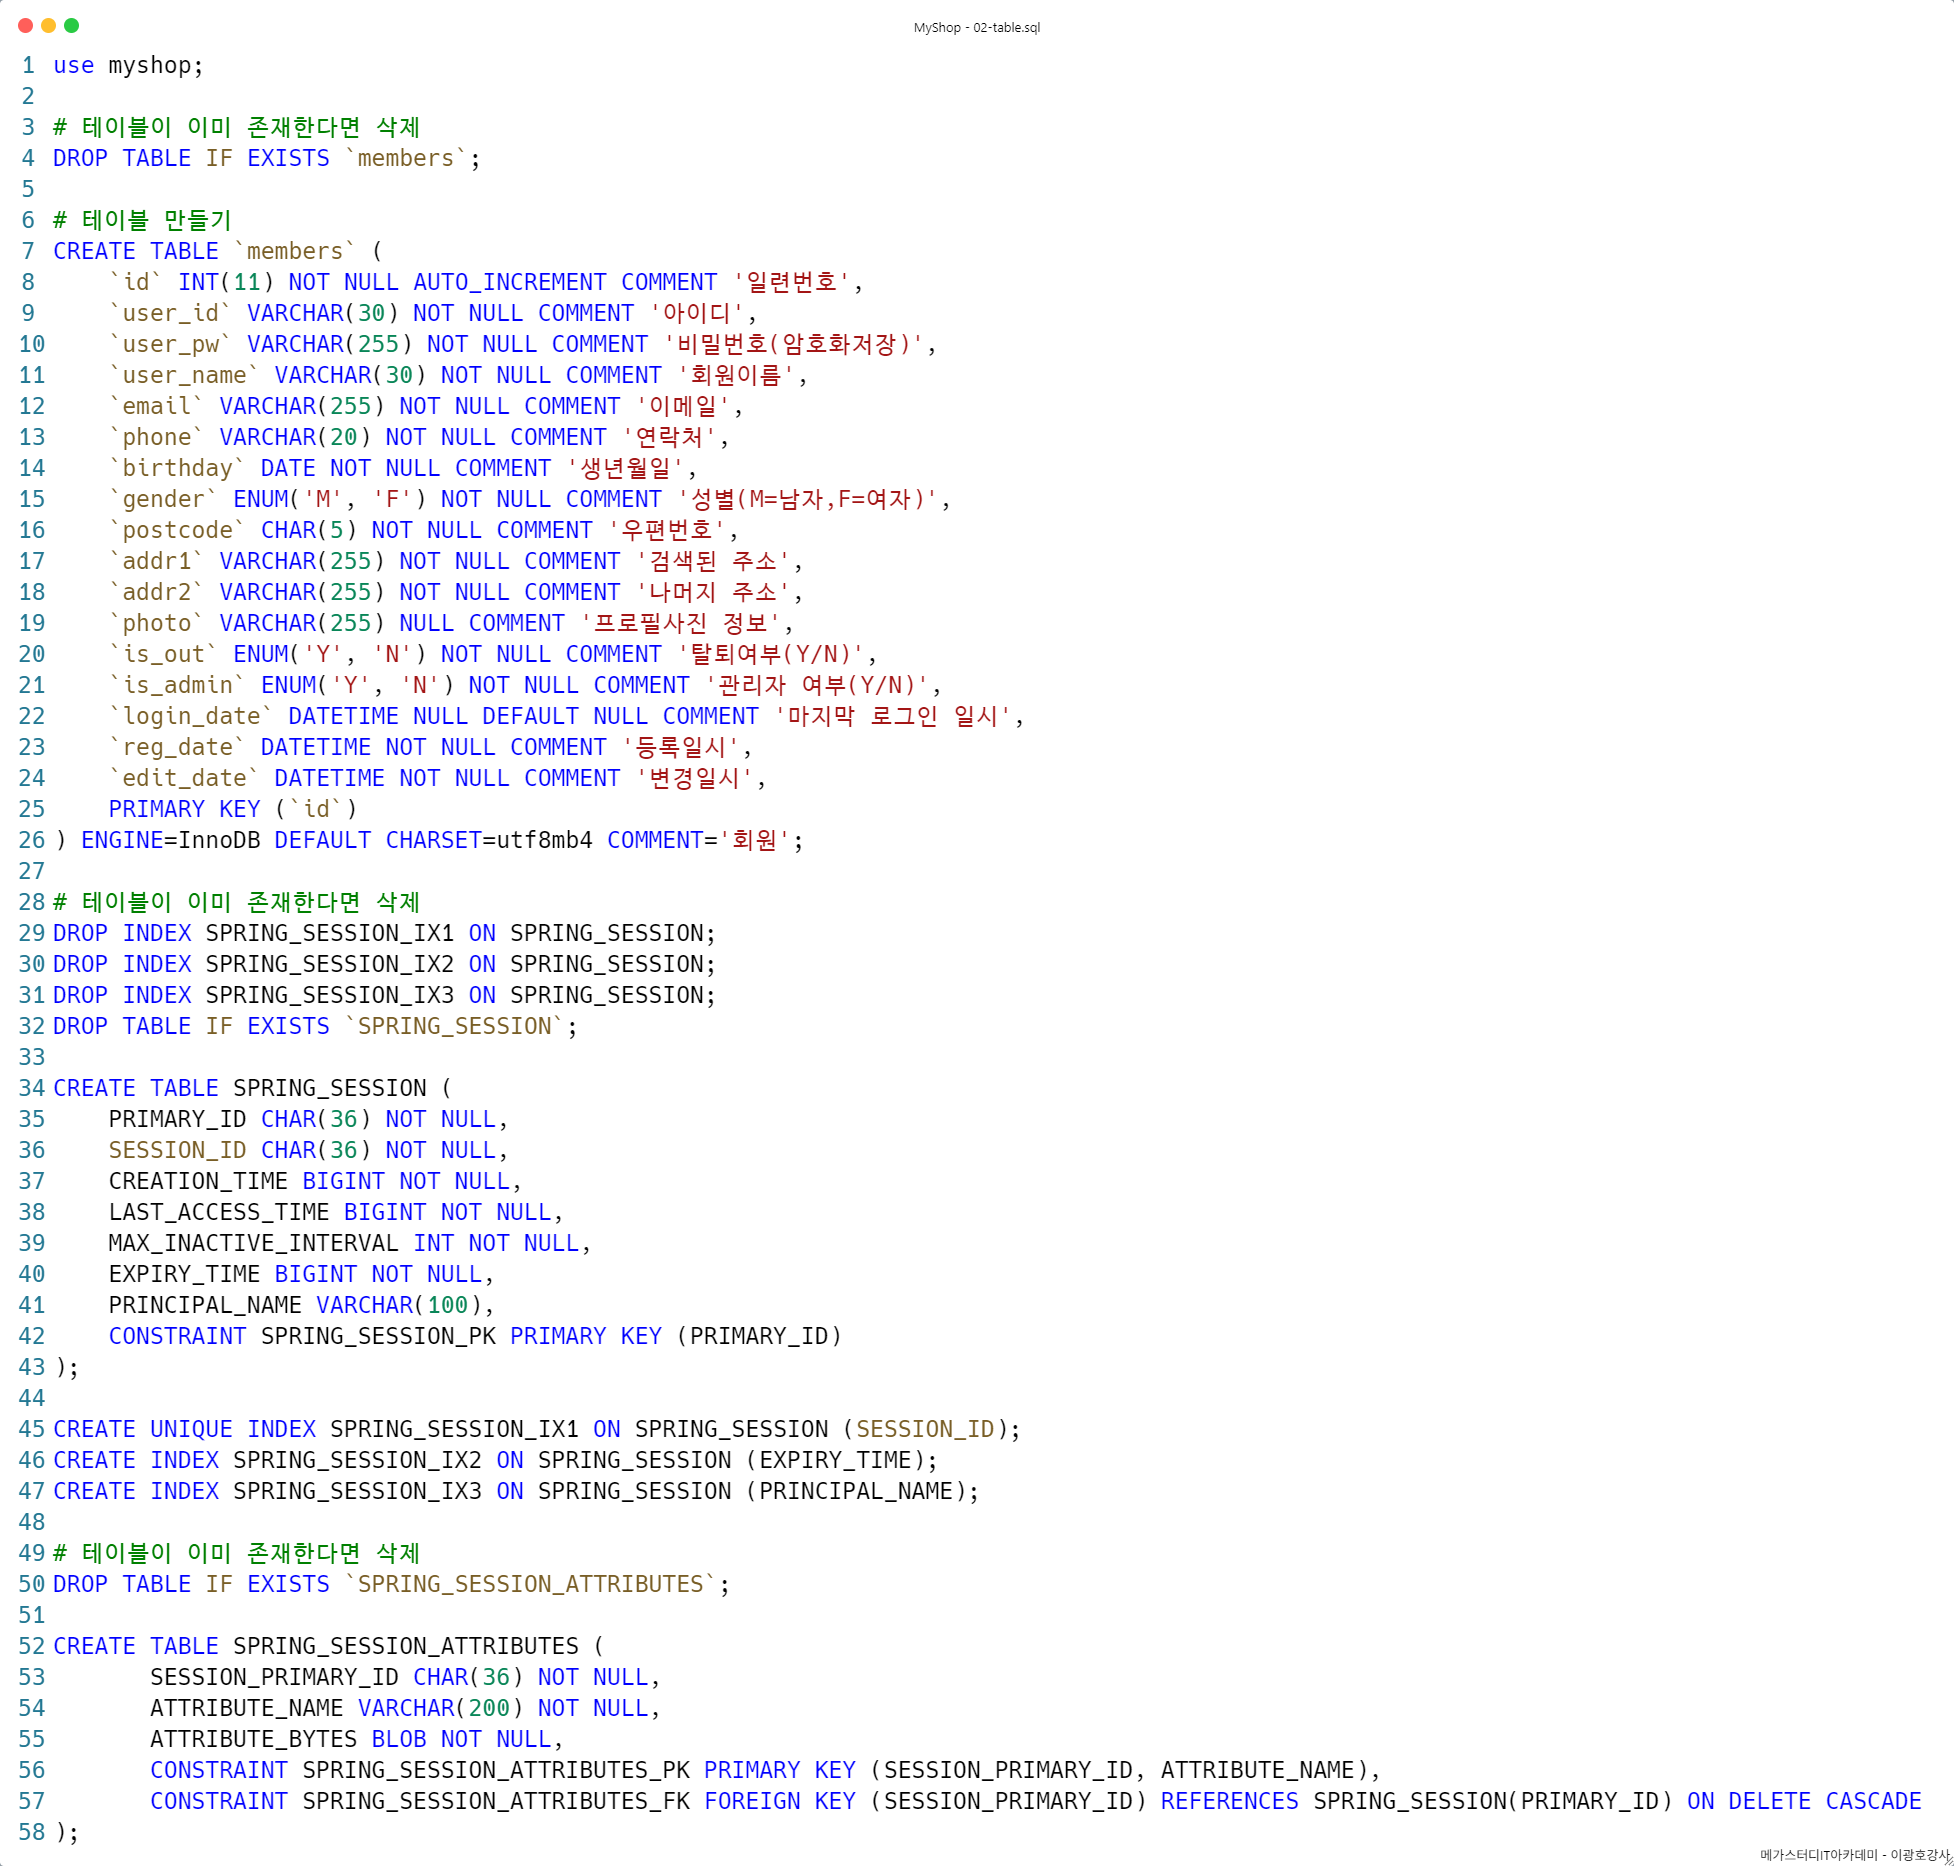 MyShop - 02-table.sql
1 use myshop;
2
3 # 테이블이 이미 존재한다면 삭제
4 DROP TABLE IF EXISTS `members`;
5
6 # 테이블 만들기
7 CREATE TABLE `members` (
8     `id` INT(11) NOT NULL AUTO_INCREMENT COMMENT '일련번호',
9     `user_id` VARCHAR(30) NOT NULL COMMENT '아이디',
10     `user_pw` VARCHAR(255) NOT NULL COMMENT '비밀번호(암호화저장)',
11     `user_name` VARCHAR(30) NOT NULL COMMENT '회원이름',
12     `email` VARCHAR(255) NOT NULL COMMENT '이메일',
13     `phone` VARCHAR(20) NOT NULL COMMENT '연락처',
14     `birthday` DATE NOT NULL COMMENT '생년월일',
15     `gender` ENUM('M', 'F') NOT NULL COMMENT '성별(M=남자,F=여자)',
16     `postcode` CHAR(5) NOT NULL COMMENT '우편번호',
17     `addr1` VARCHAR(255) NOT NULL COMMENT '검색된 주소',
18     `addr2` VARCHAR(255) NOT NULL COMMENT '나머지 주소',
19     `photo` VARCHAR(255) NULL COMMENT '프로필사진 정보',
20     `is_out` ENUM('Y', 'N') NOT NULL COMMENT '탈퇴여부(Y/N)',
21     `is_admin` ENUM('Y', 'N') NOT NULL COMMENT '관리자 여부(Y/N)',
22     `login_date` DATETIME NULL DEFAULT NULL COMMENT '마지막 로그인 일시',
23     `reg_date` DATETIME NOT NULL COMMENT '등록일시',
24     `edit_date` DATETIME NOT NULL COMMENT '변경일시',
25     PRIMARY KEY (`id`)
26 ) ENGINE=InnoDB DEFAULT CHARSET=utf8mb4 COMMENT='회원';
27
28 # 테이블이 이미 존재한다면 삭제
29 DROP INDEX SPRING_SESSION_IX1 ON SPRING_SESSION;
30 DROP INDEX SPRING_SESSION_IX2 ON SPRING_SESSION;
31 DROP INDEX SPRING_SESSION_IX3 ON SPRING_SESSION;
32 DROP TABLE IF EXISTS `SPRING_SESSION`;
33
34 CREATE TABLE SPRING_SESSION (
35     PRIMARY_ID CHAR(36) NOT NULL,
36     SESSION_ID CHAR(36) NOT NULL,
37     CREATION_TIME BIGINT NOT NULL,
38     LAST_ACCESS_TIME BIGINT NOT NULL,
39     MAX_INACTIVE_INTERVAL INT NOT NULL,
40     EXPIRY_TIME BIGINT NOT NULL,
41     PRINCIPAL_NAME VARCHAR(100),
42     CONSTRAINT SPRING_SESSION_PK PRIMARY KEY (PRIMARY_ID)
43 );
44
45 CREATE UNIQUE INDEX SPRING_SESSION_IX1 ON SPRING_SESSION (SESSION_ID);
46 CREATE INDEX SPRING_SESSION_IX2 ON SPRING_SESSION (EXPIRY_TIME);
47 CREATE INDEX SPRING_SESSION_IX3 ON SPRING_SESSION (PRINCIPAL_NAME);
48
49 # 테이블이 이미 존재한다면 삭제
50 DROP TABLE IF EXISTS `SPRING_SESSION_ATTRIBUTES`;
51
52 CREATE TABLE SPRING_SESSION_ATTRIBUTES (
53        SESSION_PRIMARY_ID CHAR(36) NOT NULL,
54        ATTRIBUTE_NAME VARCHAR(200) NOT NULL,
55        ATTRIBUTE_BYTES BLOB NOT NULL,
56        CONSTRAINT SPRING_SESSION_ATTRIBUTES_PK PRIMARY KEY (SESSION_PRIMARY_ID, ATTRIBUTE_NAME),
57        CONSTRAINT SPRING_SESSION_ATTRIBUTES_FK FOREIGN KEY (SESSION_PRIMARY_ID) REFERENCES SPRING_SESSION(PRIMARY_ID) ON DELETE CASCADE
58 );
메가스터디IT아카데미 - 이광호강사